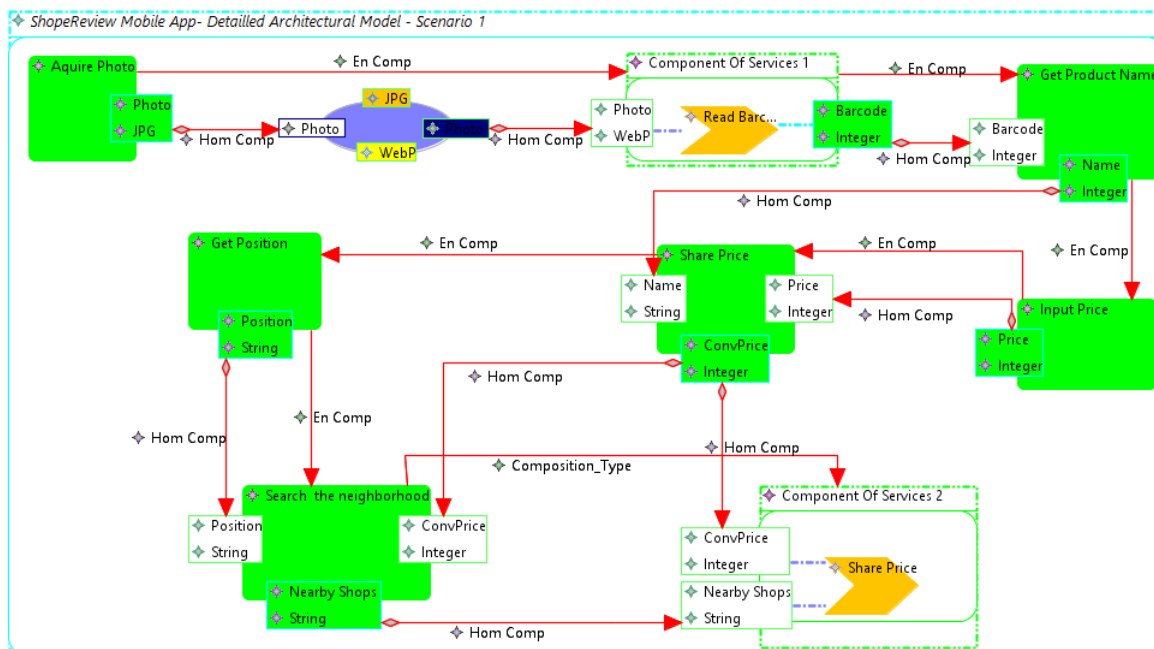 ShopeReview Mobile App- Detailled Architectural Model - Scenario 1
Aquire Photo
En Comp
Component Of Services 1
En Comp
Get Product Name
Photo
JPG
Hom Comp
Photo
JPG
Photo
WebP
Hom Comp
Photo
WebP
Read Barc...
Barcode
Integer
Hom Comp
Barcode
Integer
Name
Integer
Hom Comp
Get Position
En Comp
Share Price
En Comp
En Comp
Name
String
Price
Integer
Hom Comp
Input Price
Price
Integer
Position
String
ConvPrice
Integer
Hom Comp
Hom Comp
En Comp
Hom Comp
Composition_Type
Search the neighborhood
Component Of Services 2
Position
String
ConvPrice
Integer
ConvPrice
Integer
Share Price
Nearby Shops
String
Nearby Shops
String
Hom Comp